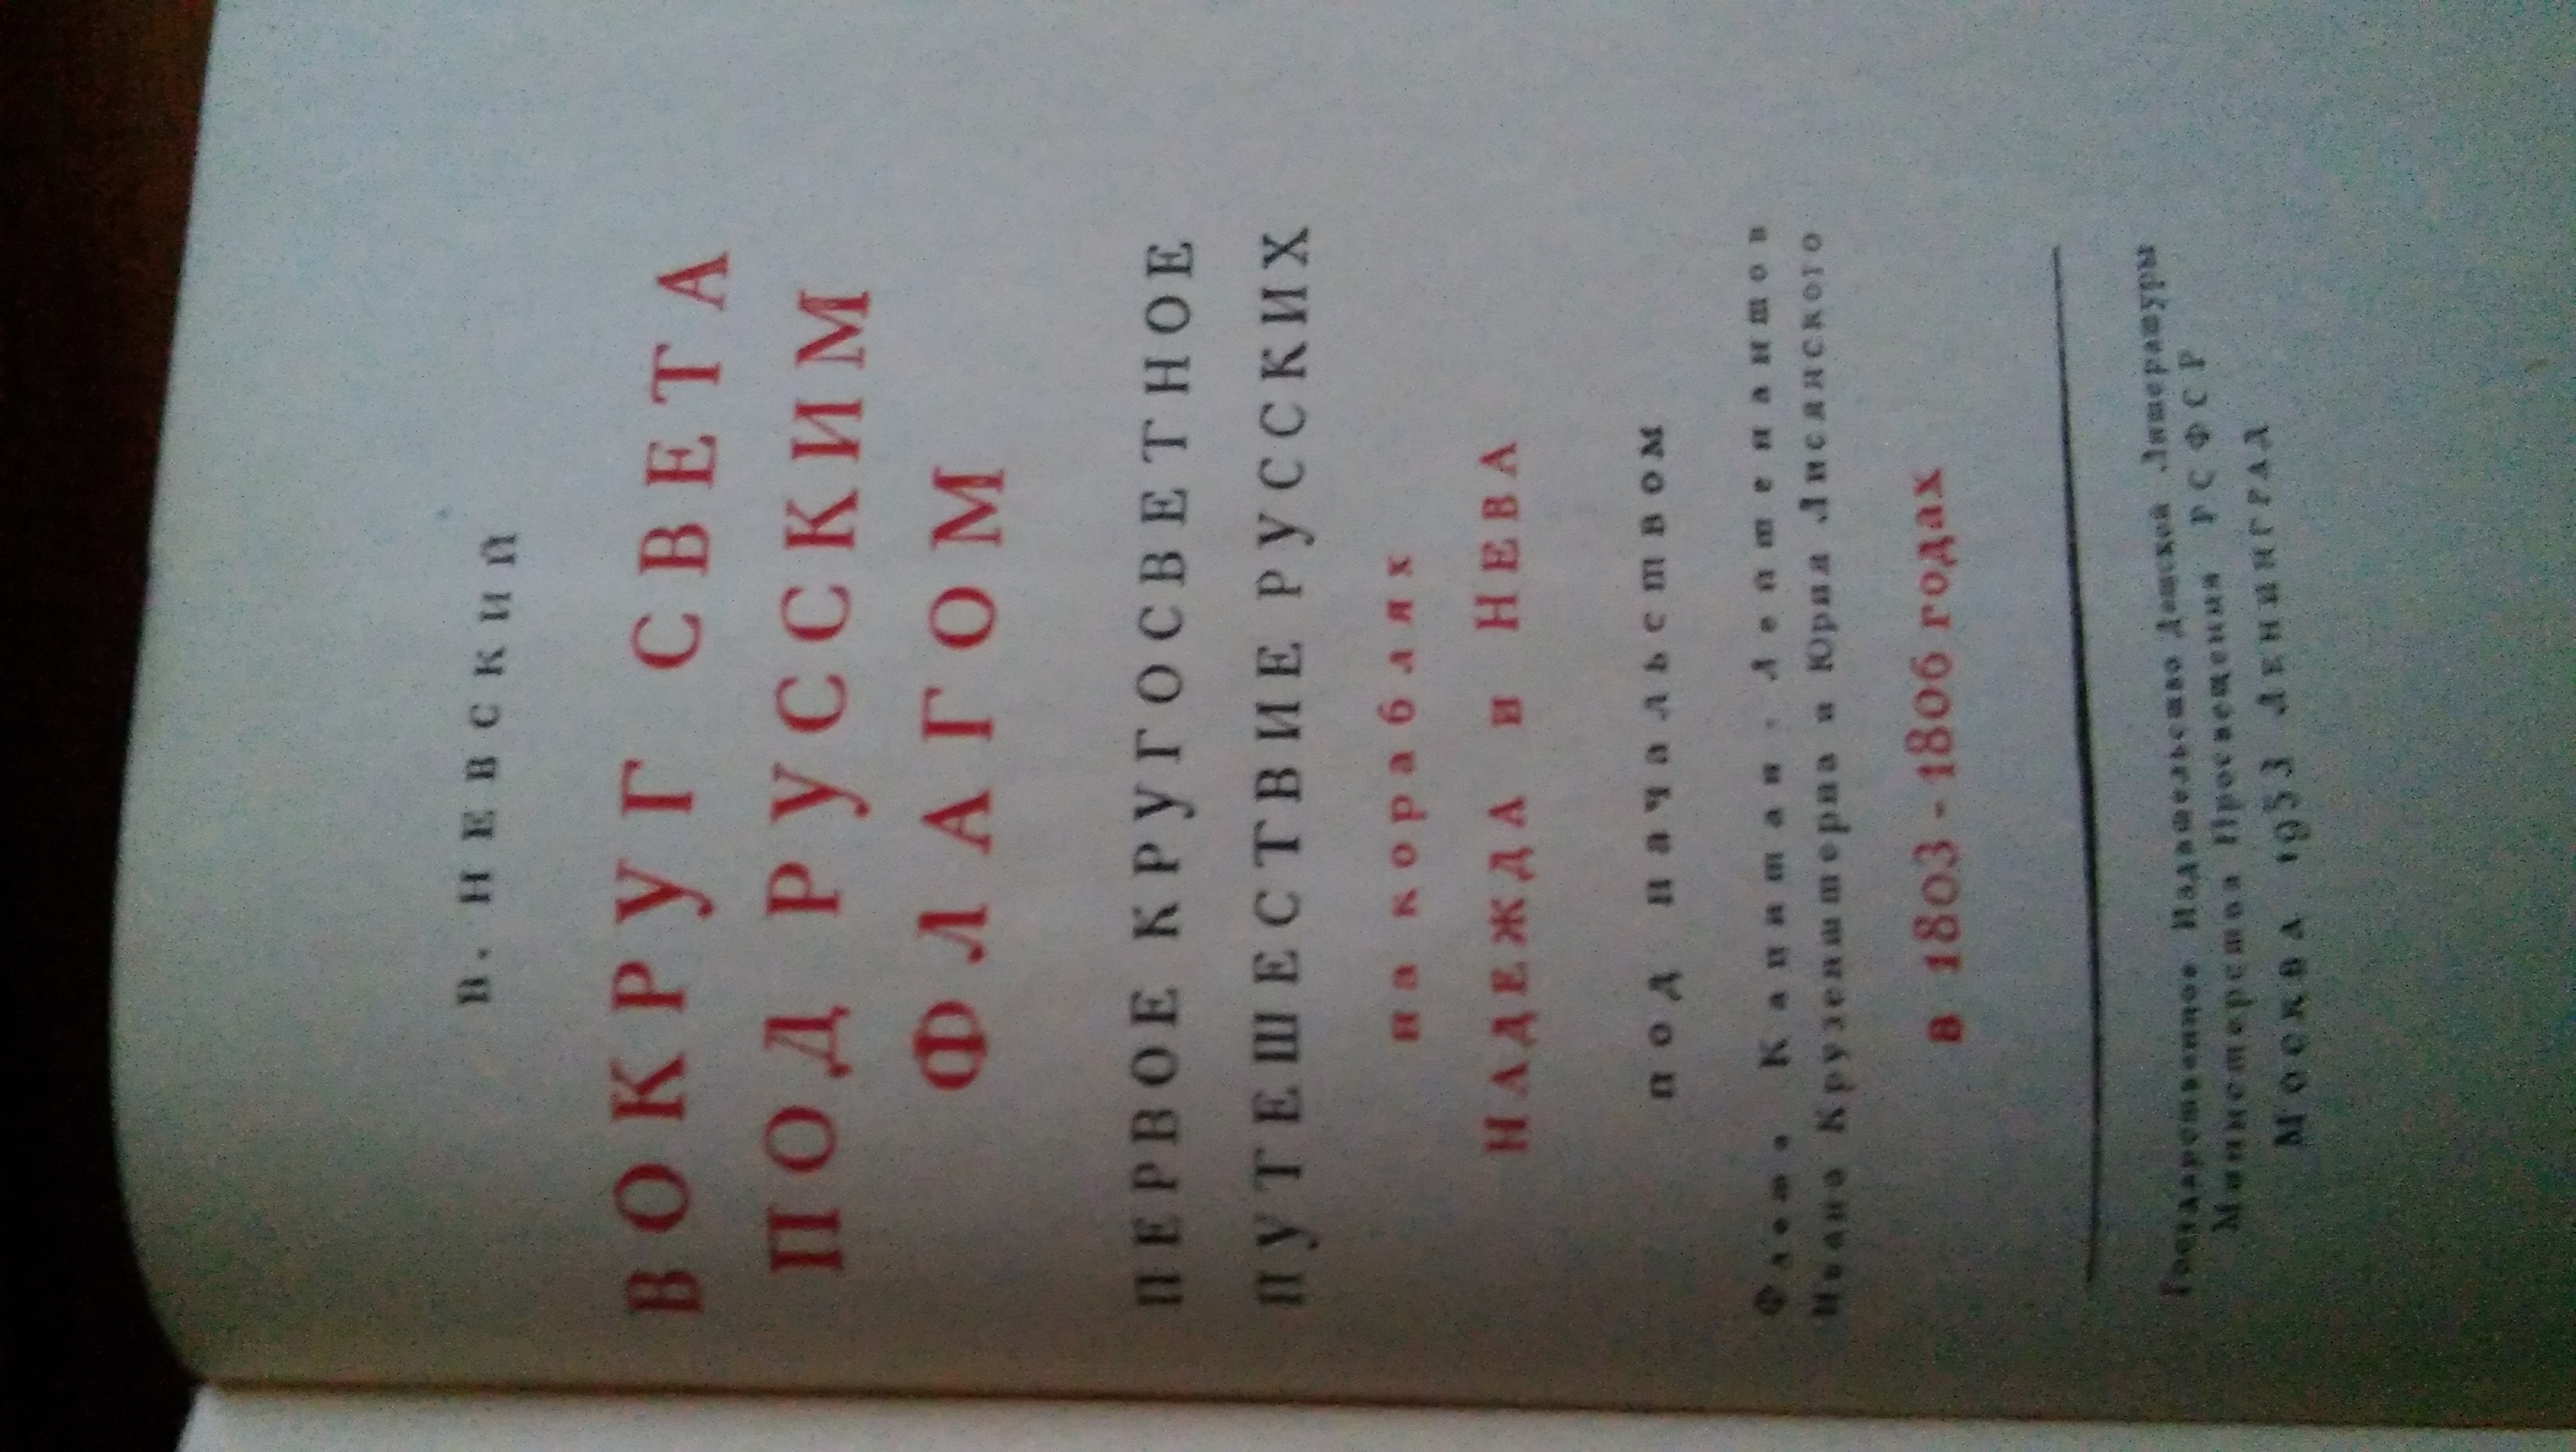 В. НЕВСКИЙ
ВОКРУГ СВЕТА
ПОД РУССКИМ
ФЛАГОМ
ПЕРВОЕ КРУГОСВЕТНОЕ
ПУТЕШЕСТВИЕ РУССКИХ
на кораблях
НАДЕЖДА и НЕВА
под начальством
Флота Капитан-Лейтенантов
Ивана Крузенштерна и Юрия Лисянского
в 1803-1806 годах
Государственное Издательство Детской Литературы
Министерства Просвещения РСФСР
Москва 1953 Ленинград